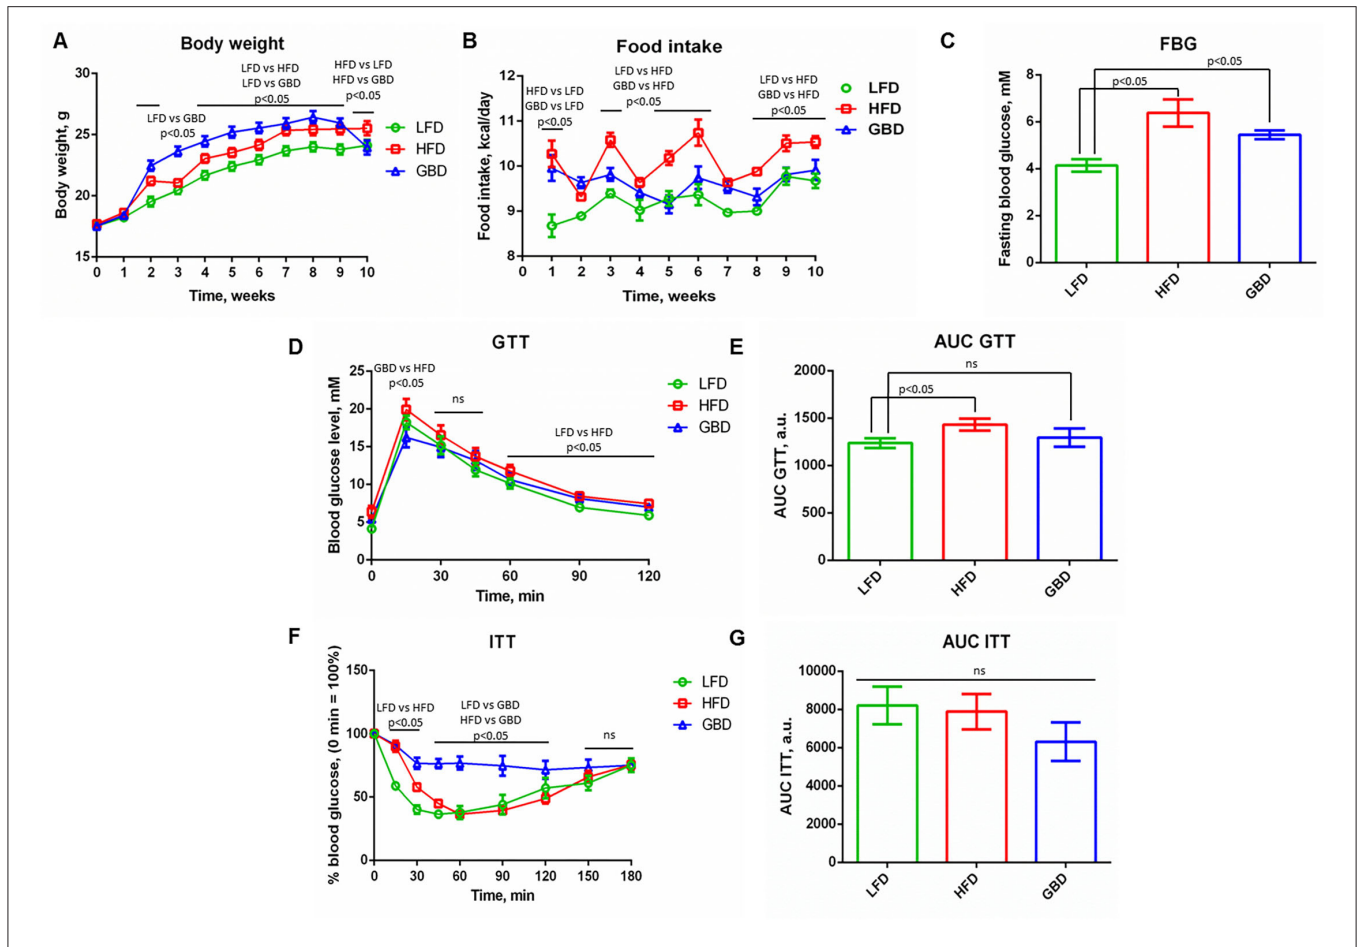 A
Body weight
Body weight, g
30
25
20
15
0 1 2 3 4 5 6 7 8 9 10
Time, weeks
LFD vs GBD
p<0.05
LFD vs HFD
LFD vs GBD
p<0.05
HFD vs LFD
HFD vs GBD
p<0.05
LFD
HFD
GBD
B
Food intake
Food intake, kcal/day
12
11
10
9
8
0 1 2 3 4 5 6 7 8 9 10
Time, weeks
HFD vs LFD
GBD vs LFD
p<0.05
LFD vs HFD
GBD vs HFD
p<0.05
LFD vs HFD
GBD vs HFD
p<0.05
LFD
HFD
GBD
C
FBG
Fasting blood glucose, mM
8
6
4
2
0
p<0.05
p<0.05
LFD
HFD
GBD
D
GTT
Blood glucose level, mM
25
20
15
10
5
0
0 30 60 90 120
Time, min
GBD vs HFD
p<0.05
ns
LFD vs HFD
p<0.05
LFD
HFD
GBD
E
AUC GTT
AUC GTT, a.u.
2000
1500
1000
500
0
ns
p<0.05
LFD
HFD
GBD
F
ITT
% blood glucose, (0 min = 100%)
150
100
50
0
0 30 60 90 120 150 180
Time, min
LFD vs HFD
p<0.05
LFD vs GBD
HFD vs GBD
p<0.05
ns
LFD
HFD
GBD
G
AUC ITT
AUC ITT, a.u.
10000
8000
6000
4000
2000
0
ns
LFD
HFD
GBD